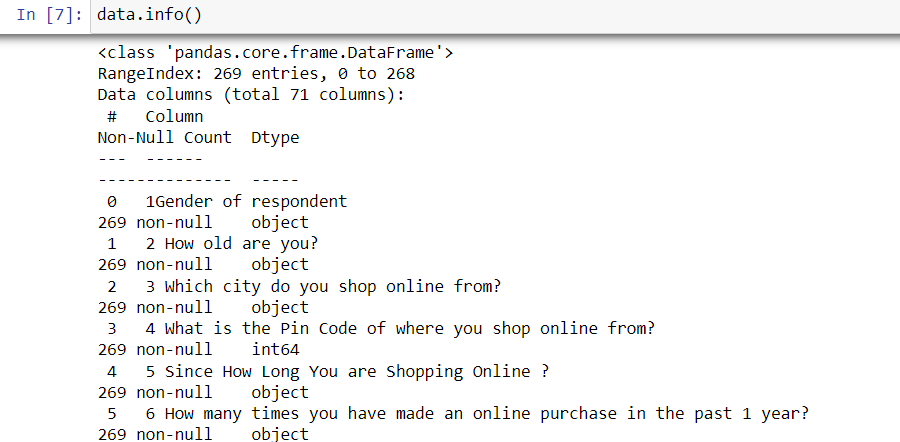 In [7]: data.info()
<class 'pandas.core.frame.DataFrame'>
RangeIndex: 269 entries, 0 to 268
Data columns (total 71 columns):
 #   Column
Non-Null Count  Dtype
---  ------
--------------  -----
 0   1Gender of respondent
269 non-null    object
 1   2 How old are you?
269 non-null    object
 2   3 Which city do you shop online from?
269 non-null    object
 3   4 What is the Pin Code of where you shop online from?
269 non-null    int64
 4   5 Since How Long You are Shopping Online ?
269 non-null    object
 5   6 How many times you have made an online purchase in the past 1 year?
269 non-null    object